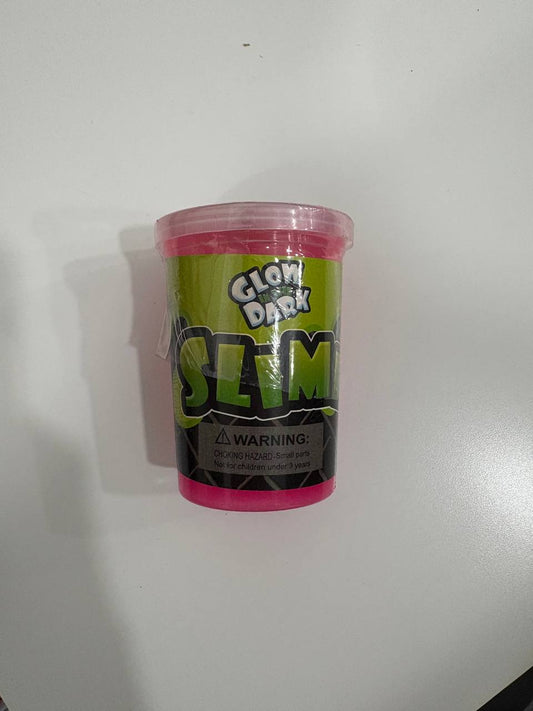 GLOW
DARK
SLIM
⚠ WARNING:
CHOKING HAZARD-Small parts
Not for children under 3 years